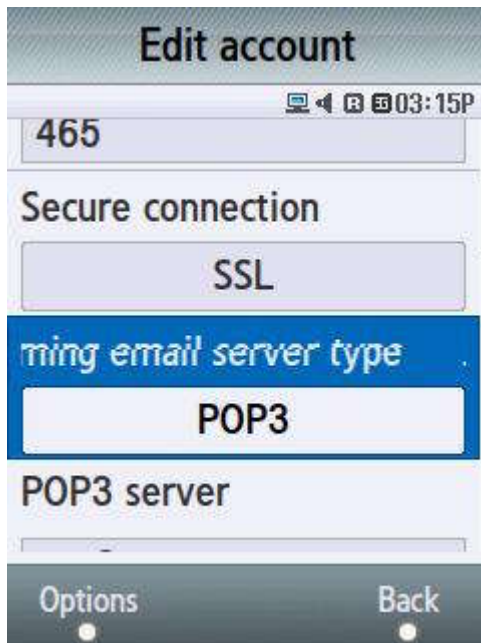 Edit account
03:15P
465
Secure connection
SSL
ming email server type .
POP3
POP3 server
Options
Back